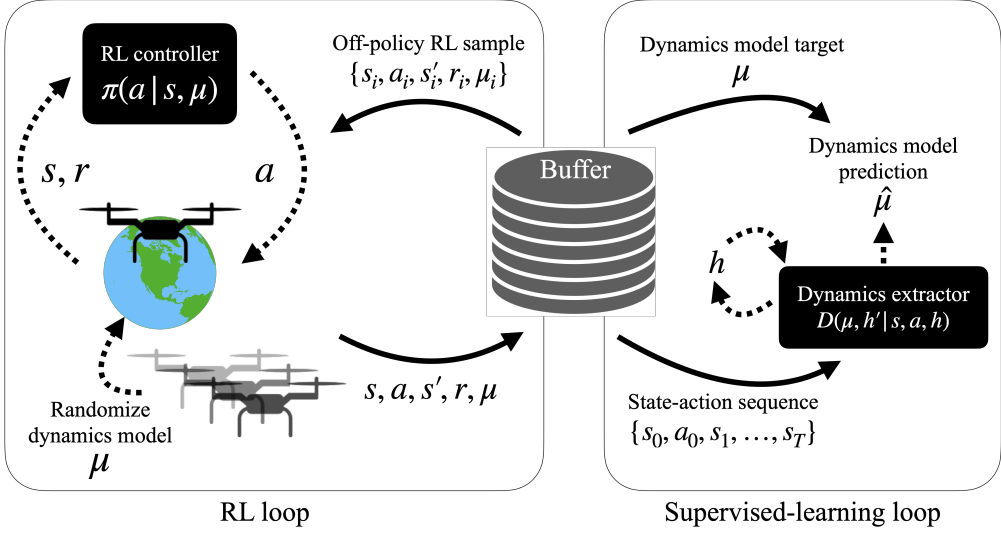 RL controller
π(a | s, μ)
s, r
a
Randomize
dynamics model
μ
Off-policy RL sample
{s_i, a_i, s′_i, r_i, μ_i}
s, a, s′, r, μ
Buffer
RL loop
Dynamics model target
μ
Dynamics model
prediction
μ̂
h
Dynamics extractor
D(μ, h′ | s, a, h)
State-action sequence
{s_0, a_0, s_1, …, s_T}
Supervised-learning loop